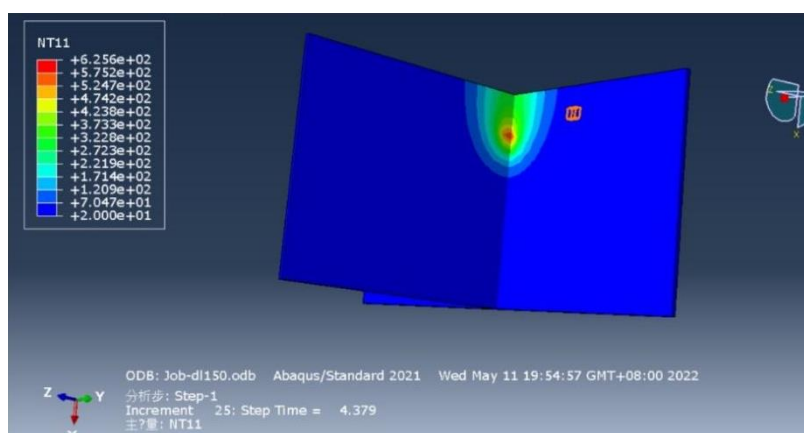 NT11
+6.256e+02
+5.752e+02
+5.247e+02
+4.742e+02
+4.238e+02
+3.733e+02
+3.228e+02
+2.723e+02
+2.219e+02
+1.714e+02
+1.209e+02
+7.047e+01
+2.000e+01
Z
X
ODB: Job-dl150.odb Abaqus/Standard 2021 Wed May 11 19:54:57 GMT+08:00 2022
Z Y
分析步: Step-1
Increment 25: Step Time = 4.379
主?量: NT11